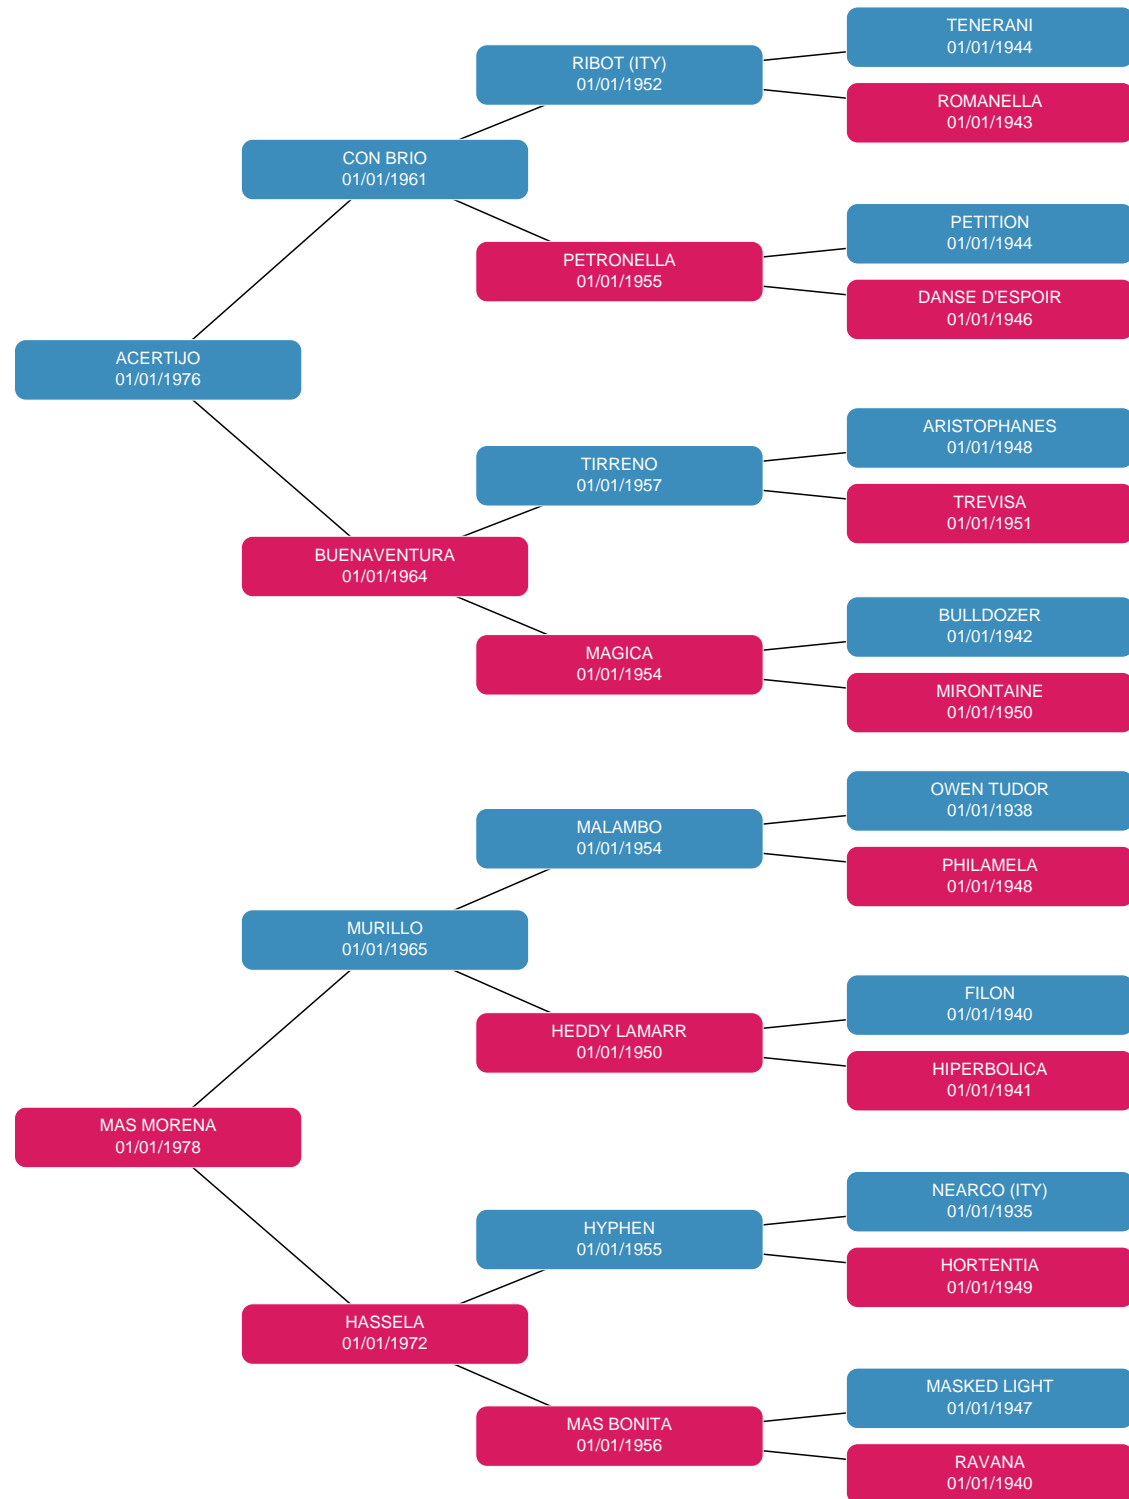 TENERANI
01/01/1944
RIBOT (ITY)
01/01/1952
ROMANELLA
01/01/1943
CON BRIO
01/01/1961
PETITION
01/01/1944
PETRONELLA
01/01/1955
DANSE D'ESPOIR
01/01/1946
ACERTIJO
01/01/1976
ARISTOPHANES
01/01/1948
TIRRENO
01/01/1957
TREVISA
01/01/1951
BUENAVENTURA
01/01/1964
BULLDOZER
01/01/1942
MAGICA
01/01/1954
MIRONTAINE
01/01/1950
OWEN TUDOR
01/01/1938
MALAMBO
01/01/1954
PHILAMELA
01/01/1948
MURILLO
01/01/1965
FILON
01/01/1940
HEDDY LAMARR
01/01/1950
HIPERBOLICA
01/01/1941
MAS MORENA
01/01/1978
NEARCO (ITY)
01/01/1935
HYPHEN
01/01/1955
HORTENTIA
01/01/1949
HASSELA
01/01/1972
MASKED LIGHT
01/01/1947
MAS BONITA
01/01/1956
RAVANA
01/01/1940